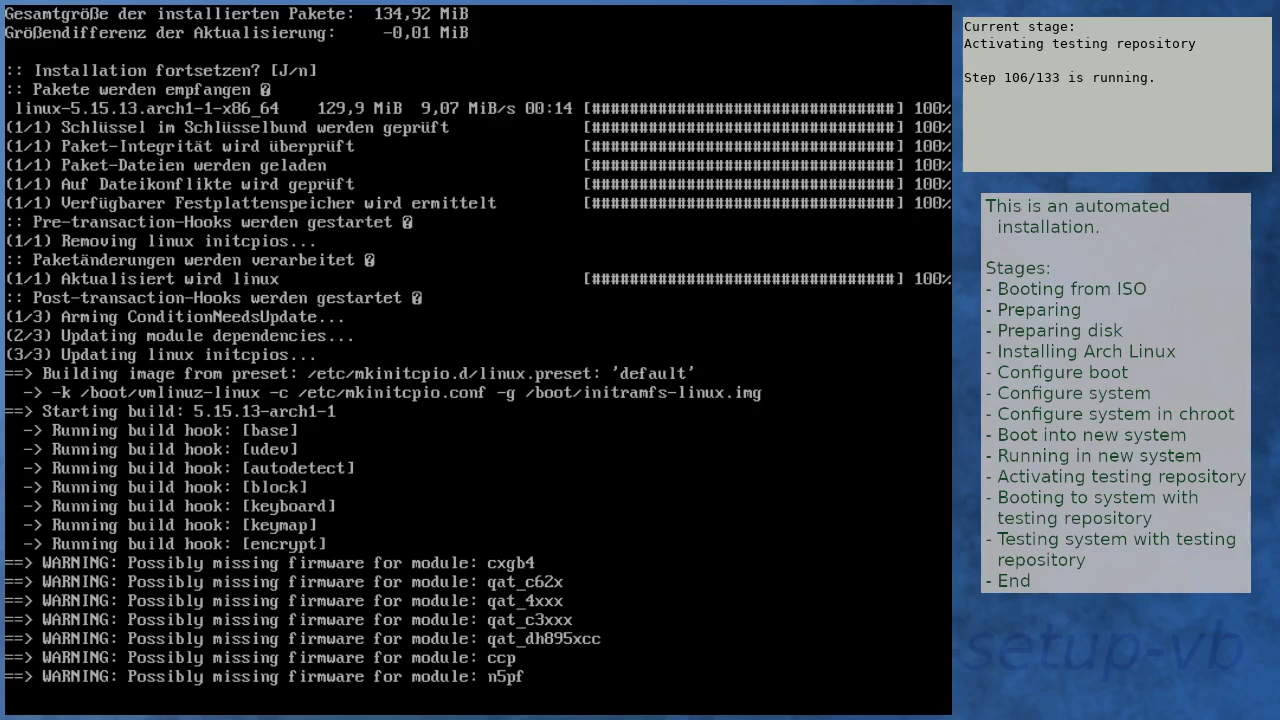 Gesamtgröße der installierten Pakete:  134,92 MiB
Größendifferenz der Aktualisierung:     -0,01 MiB

:: Installation fortsetzen? [J/n]
:: Pakete werden empfangen �
 linux-5.15.13.arch1-1-x86_64    129,9 MiB  9,07 MiB/s 00:14 [################################] 100%
(1/1) Schlüssel im Schlüsselbund werden geprüft              [################################] 100%
(1/1) Paket-Integrität wird überprüft                        [################################] 100%
(1/1) Paket-Dateien werden geladen                           [################################] 100%
(1/1) Auf Dateikonflikte wird geprüft                        [################################] 100%
(1/1) Verfügbarer Festplattenspeicher wird ermittelt         [################################] 100%
:: Pre-transaction-Hooks werden gestartet �
(1/1) Removing linux initcpios...
:: Paketänderungen werden verarbeitet �
(1/1) Aktualisiert wird linux                                [################################] 100%
:: Post-transaction-Hooks werden gestartet �
(1/3) Arming ConditionNeedsUpdate...
(2/3) Updating module dependencies...
(3/3) Updating linux initcpios...
==> Building image from preset: /etc/mkinitcpio.d/linux.preset: 'default'
  -> -k /boot/vmlinuz-linux -c /etc/mkinitcpio.conf -g /boot/initramfs-linux.img
==> Starting build: 5.15.13-arch1-1
  -> Running build hook: [base]
  -> Running build hook: [udev]
  -> Running build hook: [autodetect]
  -> Running build hook: [block]
  -> Running build hook: [keyboard]
  -> Running build hook: [keymap]
  -> Running build hook: [encrypt]
==> WARNING: Possibly missing firmware for module: cxgb4
==> WARNING: Possibly missing firmware for module: qat_c62x
==> WARNING: Possibly missing firmware for module: qat_4xxx
==> WARNING: Possibly missing firmware for module: qat_c3xxx
==> WARNING: Possibly missing firmware for module: qat_dh895xcc
==> WARNING: Possibly missing firmware for module: ccp
==> WARNING: Possibly missing firmware for module: n5pf
Current stage:
Activating testing repository

Step 106/133 is running.
This is an automated
installation.

Stages:
- Booting from ISO
- Preparing
- Preparing disk
- Installing Arch Linux
- Configure boot
- Configure system
- Configure system in chroot
- Boot into new system
- Running in new system
- Activating testing repository
- Booting to system with
testing repository
- Testing system with testing
repository
- End
-setup-vb